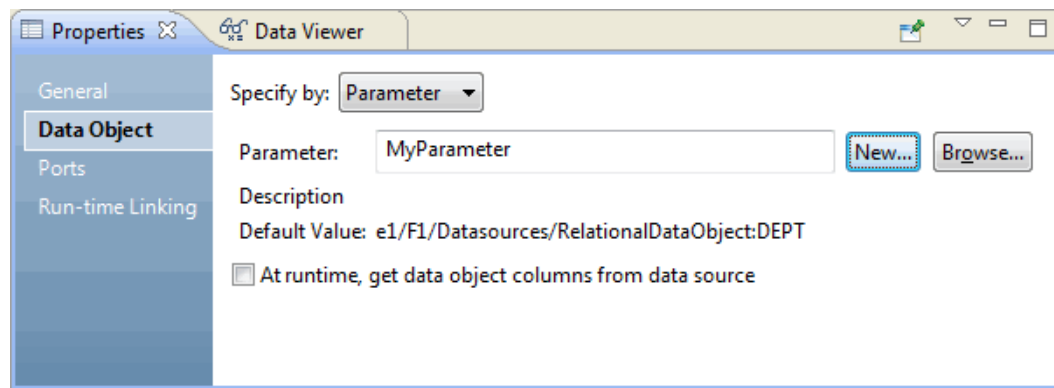 Properties Data Viewer
General
Specify by: Parameter
Data Object
Parameter: MyParameter New... Browse...
Ports
Description
Run-time Linking
Default Value: e1/F1/Datasources/RelationalDataObject:DEPT
At runtime, get data object columns from data source